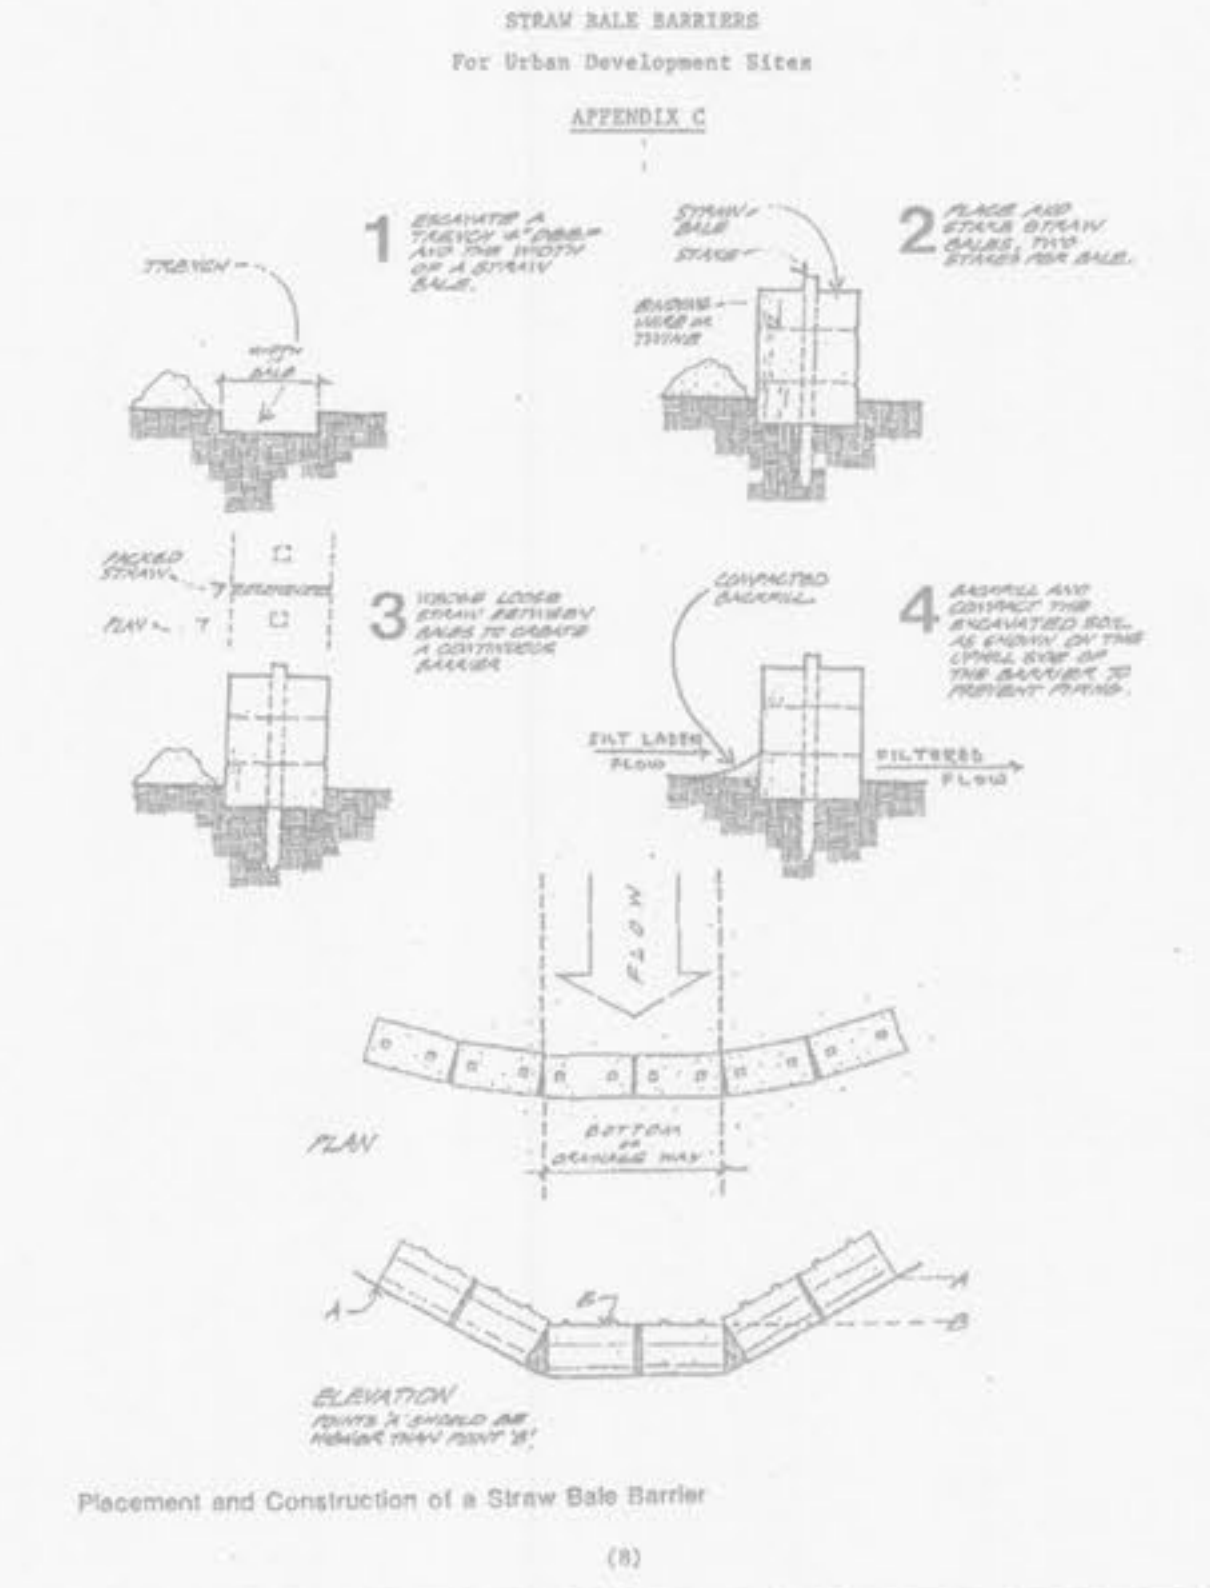 STRAW BALE BARRIERS
For Urban Development Sites
APPENDIX C
TRENCH
WIDTH
BALE
1
EXCAVATE A
TRENCH 4" DEEP
AND THE WIDTH
OF A STRAW
BALE.
STRAW
BALE
STAKE
BINDING
WIRE OR
TWINE
2
PLACE AND
STAKE STRAW
BALES, TWO
STAKES PER BALE.
PACKED
STRAW
PLAN
3
WEDGE LOOSE
STRAW BETWEEN
BALES TO CREATE
A CONTINUOUS
BARRIER
COMPACTED
BACKFILL
SILT LADEN
FLOW
FILTERED
FLOW
4
BACKFILL AND
COMPACT THE
EXCAVATED SOIL
AS SHOWN ON THE
UPHILL SIDE OF
THE BARRIER TO
PREVENT PIPING.
FLOW
PLAN
BOTTOM
OF
DRAINAGE WAY
A
B
A
B
ELEVATION
POINTS 'A' SHOULD BE
HIGHER THAN POINT 'B'
Placement and Construction of a Straw Bale Barrier
(8)